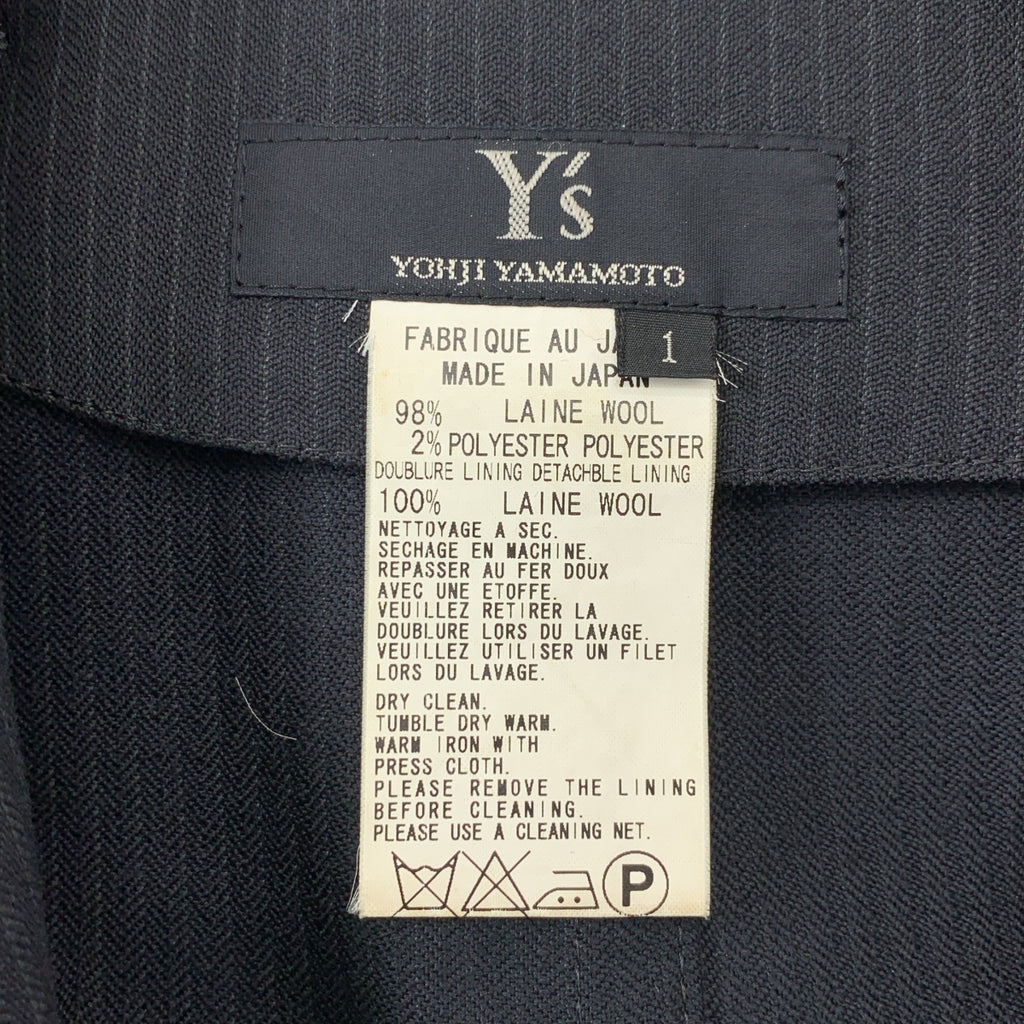 Y's
YOHJI YAMAMOTO
1
FABRIQUE AU JA
MADE IN JAPAN
98% LAINE WOOL
2% POLYESTER POLYESTER
DOUBLURE LINING DETACHBLE LINING
100% LAINE WOOL
NETTOYAGE A SEC.
SECHAGE EN MACHINE.
REPASSER AU FER DOUX
AVEC UNE ETOFFE.
VEUILLEZ RETIRER LA
DOUBLURE LORS DU LAVAGE.
VEUILLEZ UTILISER UN FILET
LORS DU LAVAGE.
DRY CLEAN.
TUMBLE DRY WARM.
WARM IRON WITH
PRESS CLOTH.
PLEASE REMOVE THE LINING
BEFORE CLEANING.
PLEASE USE A CLEANING NET.
P